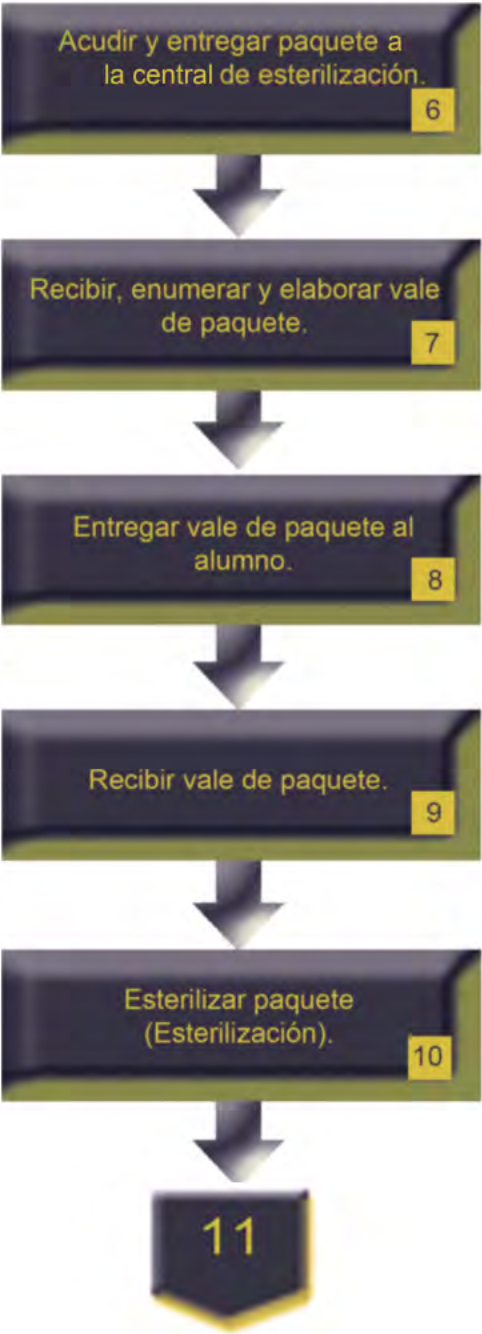 Acudir y entregar paquete a
la central de esterilización.
6
Recibir, enumerar y elaborar vale
de paquete.
7
Entregar vale de paquete al
alumno.
8
Recibir vale de paquete.
9
Esterilizar paquete
(Esterilización).
10
11